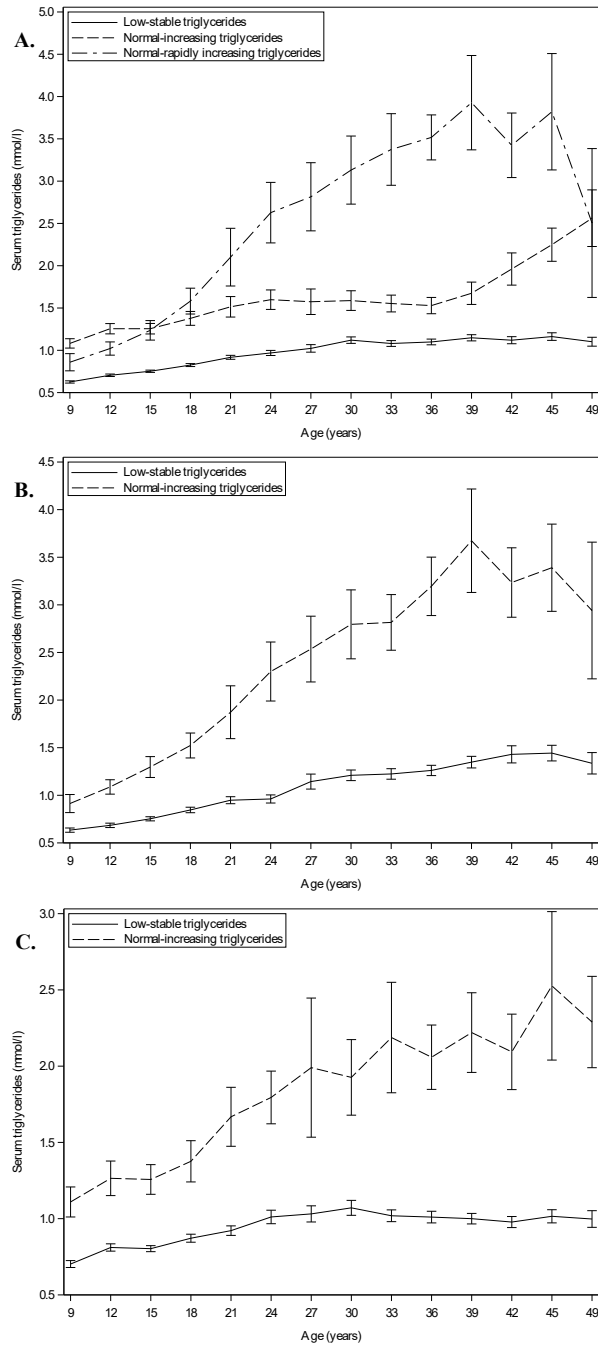 A.
Low-stable triglycerides
Normal-increasing triglycerides
Normal-rapidly increasing triglycerides
Serum triglycerides (mmol/l)
5.0
4.5
4.0
3.5
3.0
2.5
2.0
1.5
1.0
0.5
9 12 15 18 21 24 27 30 33 36 39 42 45 49
Age (years)
B.
Low-stable triglycerides
Normal-increasing triglycerides
Serum triglycerides (mmol/l)
4.5
4.0
3.5
3.0
2.5
2.0
1.5
1.0
0.5
9 12 15 18 21 24 27 30 33 36 39 42 45 49
Age (years)
C.
Low-stable triglycerides
Normal-increasing triglycerides
Serum triglycerides (mmol/l)
3.0
2.5
2.0
1.5
1.0
0.5
9 12 15 18 21 24 27 30 33 36 39 42 45 49
Age (years)